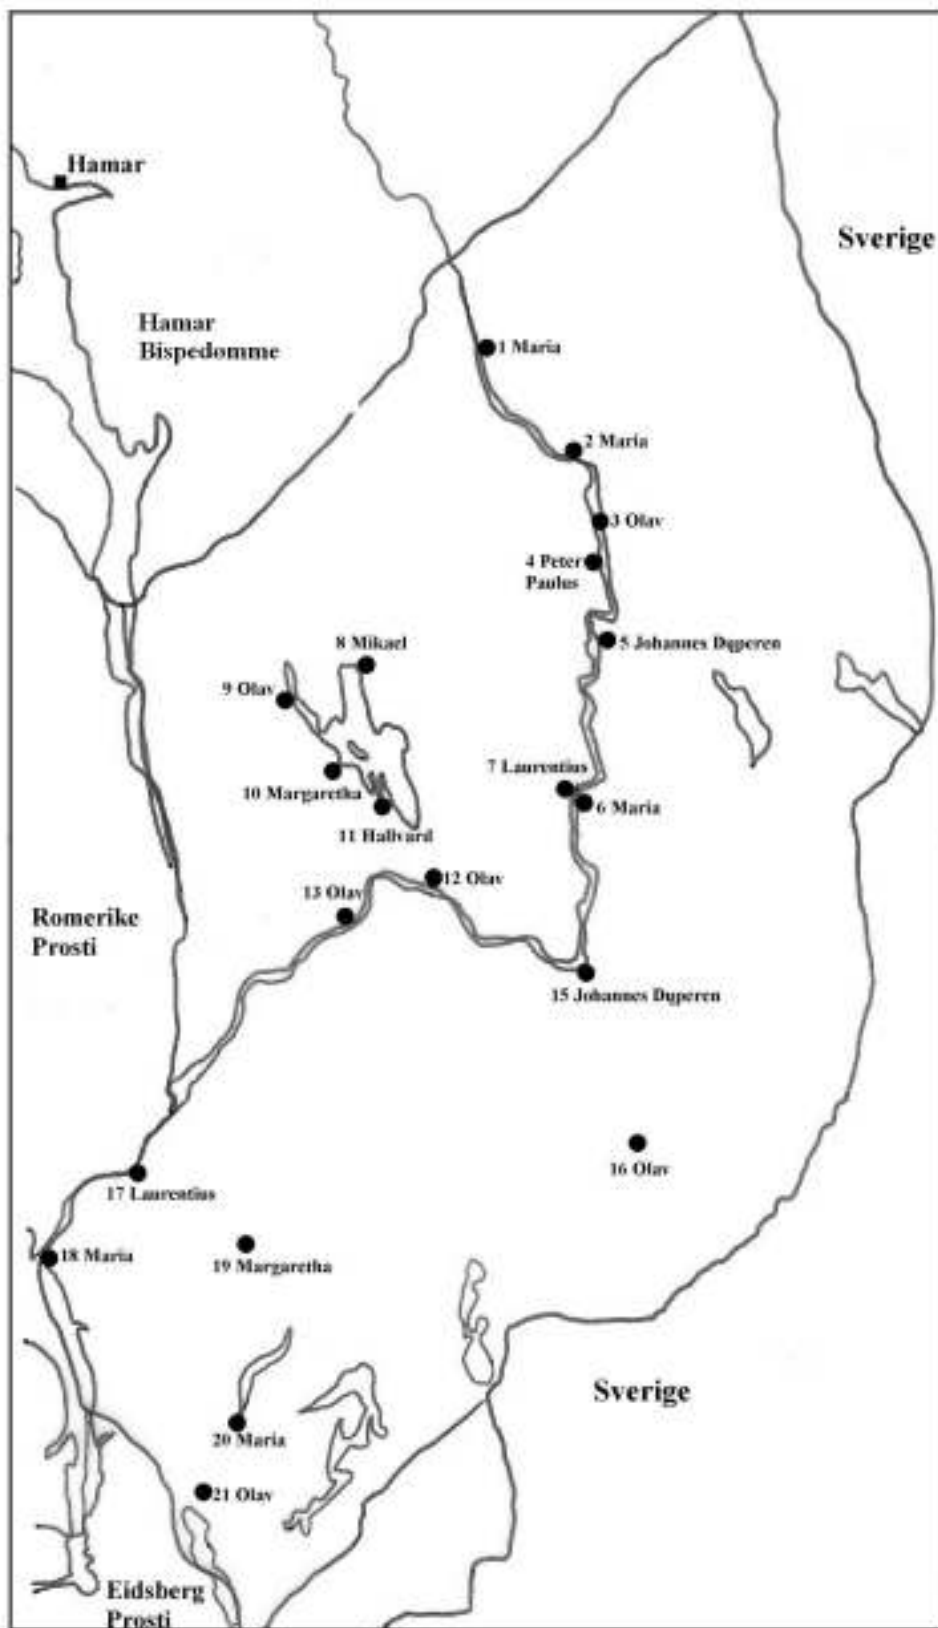 Hamar
Sverige
Hamar
Bispedømme
1 Maria
2 Maria
3 Olav
4 Peter
Paulus
5 Johannes Døperen
8 Mikael
9 Olav
7 Laurentius
10 Margaretha
6 Maria
11 Hallvard
12 Olav
13 Olav
Romerike
Prosti
15 Johannes Døperen
16 Olav
17 Laurentius
18 Maria
19 Margaretha
Sverige
20 Maria
21 Olav
Eidsberg
Prosti